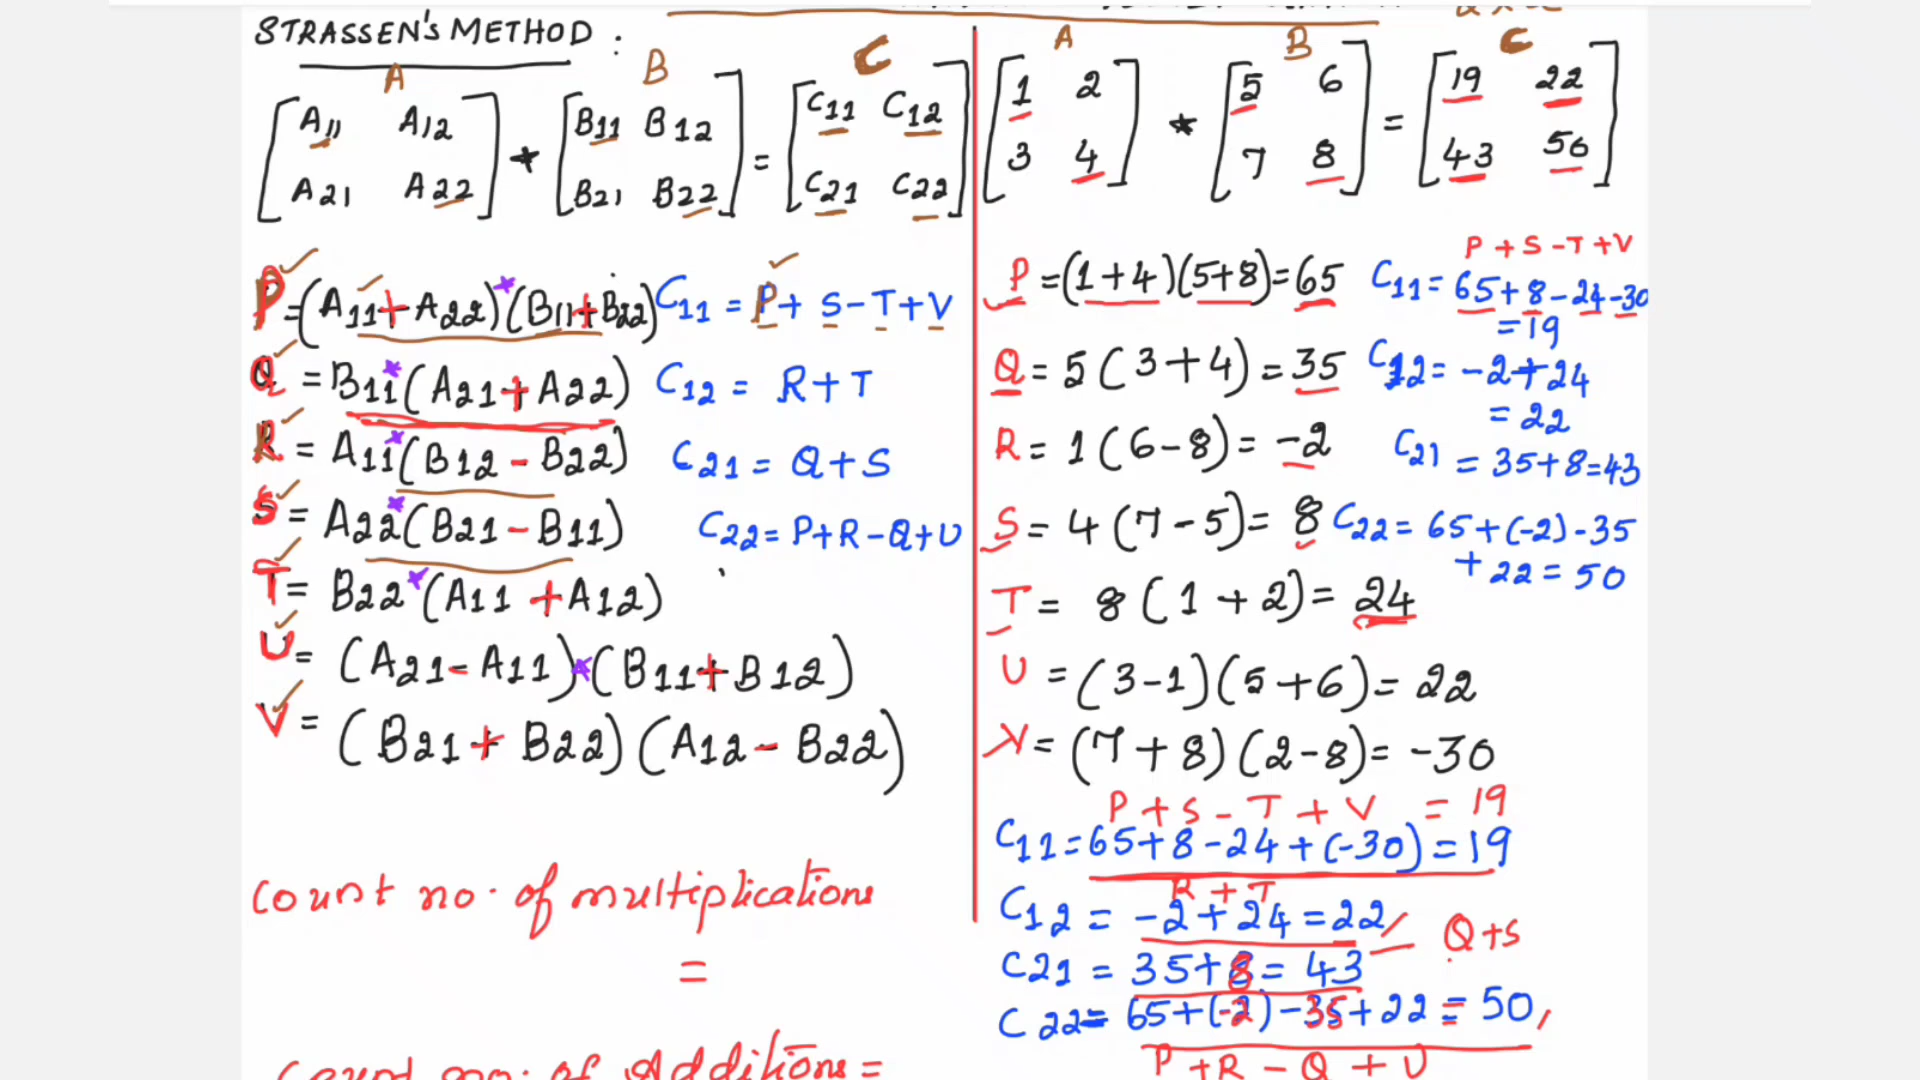 STRASSEN'S METHOD :
A B C
[A11 A12 A21 A22] * [B11 B12 B21 B22] = [C11 C12 C21 C22]
P = (A11 + A22) * (B11 + B22)
Q = B11 * (A21 + A22)
R = A11 * (B12 - B22)
S = A22 * (B21 - B11)
T = B22 * (A11 + A12)
U = (A21 - A11) * (B11 + B12)
V = (B21 + B22) (A12 - B22)
C11 = P + S - T + V
C12 = R + T
C21 = Q + S
C22 = P + R - Q + U
count no. of multiplications
=
count no. of Additions =
A B C
[1 2 3 4] * [5 6 7 8] = [19 22 43 50]
P = (1+4)(5+8) = 65
Q = 5 (3+4) = 35
R = 1 (6-8) = -2
S = 4 (7-5) = 8
T = 8 (1+2) = 24
U = (3-1)(5+6) = 22
V = (7+8)(2-8) = -30
P + S - T + V
C11 = 65+8-24-30
= 19
C12 = -2+24
= 22
C21 = 35+8=43
C22 = 65+(-2)-35
+ 22 = 50
P + S - T + V = 19
C11 = 65+8-24+(-30) = 19
R + T
C12 = -2+24 = 22
Q+S
C21 = 35+8 = 43
C22 = 65+(-2)-35+22 = 50
P + R - Q + U